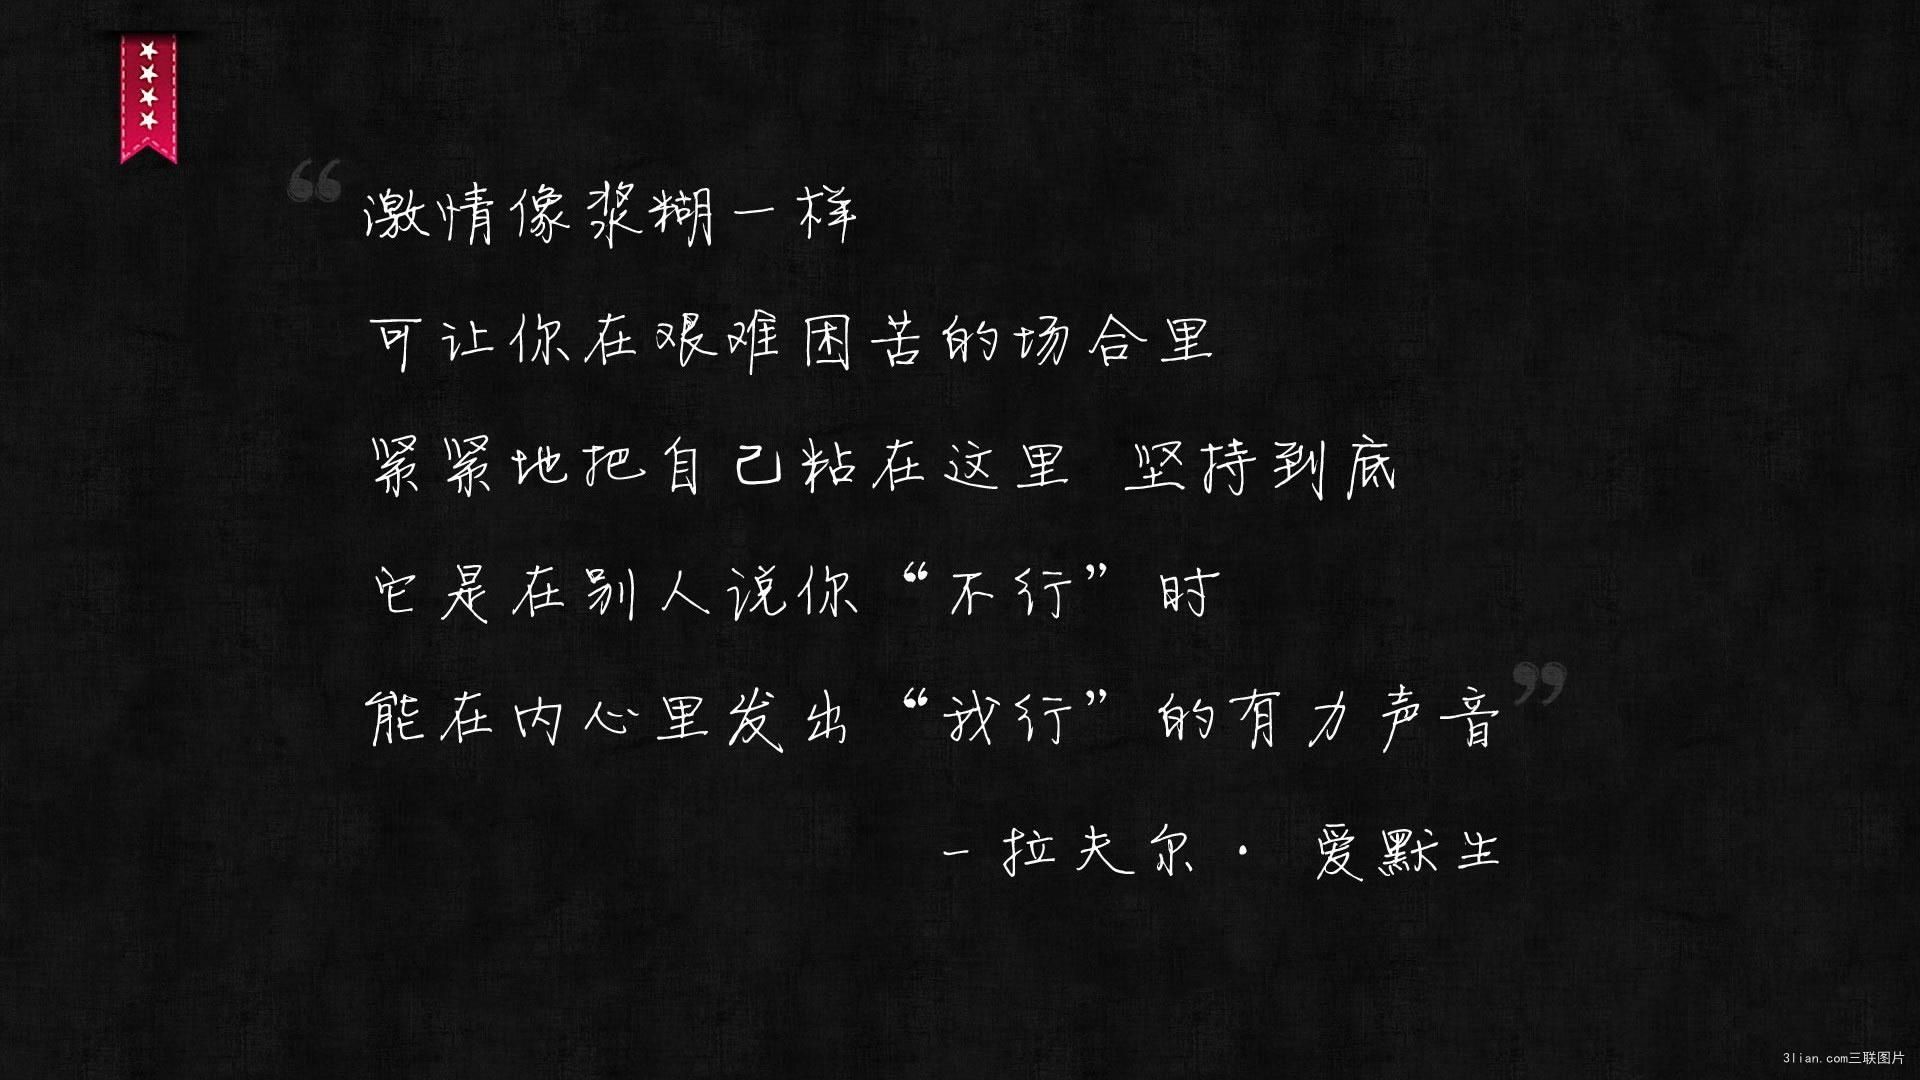 “激情像浆糊一样
可让你在艰难困苦的场合里
紧紧地把自己粘在这里 坚持到底
它是在别人说你“不行”时
能在内心里发出“我行”的有力声音”
- 拉夫尔· 爱默生
3lian.com三联图片